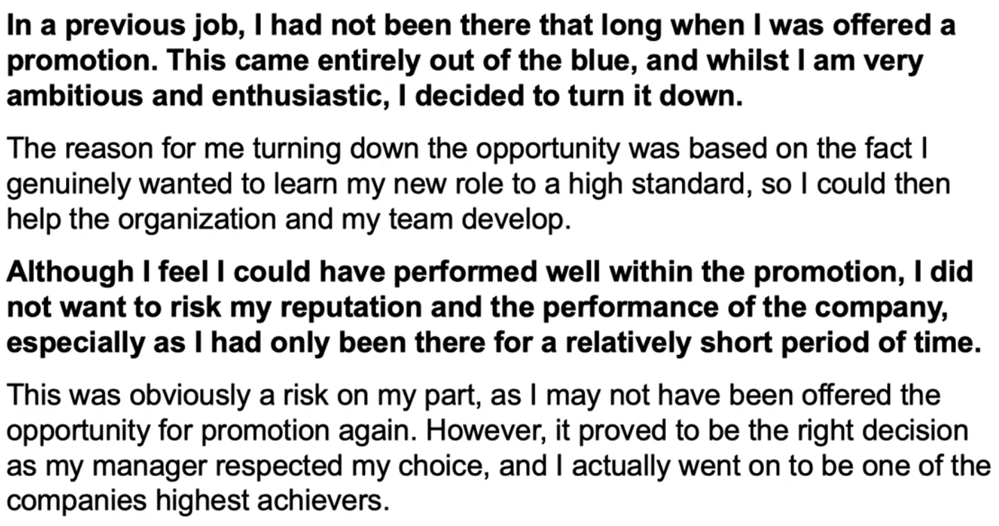 In a previous job, I had not been there that long when I was offered a
promotion. This came entirely out of the blue, and whilst I am very
ambitious and enthusiastic, I decided to turn it down.
The reason for me turning down the opportunity was based on the fact I
genuinely wanted to learn my new role to a high standard, so I could then
help the organization and my team develop.
Although I feel I could have performed well within the promotion, I did
not want to risk my reputation and the performance of the company,
especially as I had only been there for a relatively short period of time.
This was obviously a risk on my part, as I may not have been offered the
opportunity for promotion again. However, it proved to be the right decision
as my manager respected my choice, and I actually went on to be one of the
companies highest achievers.